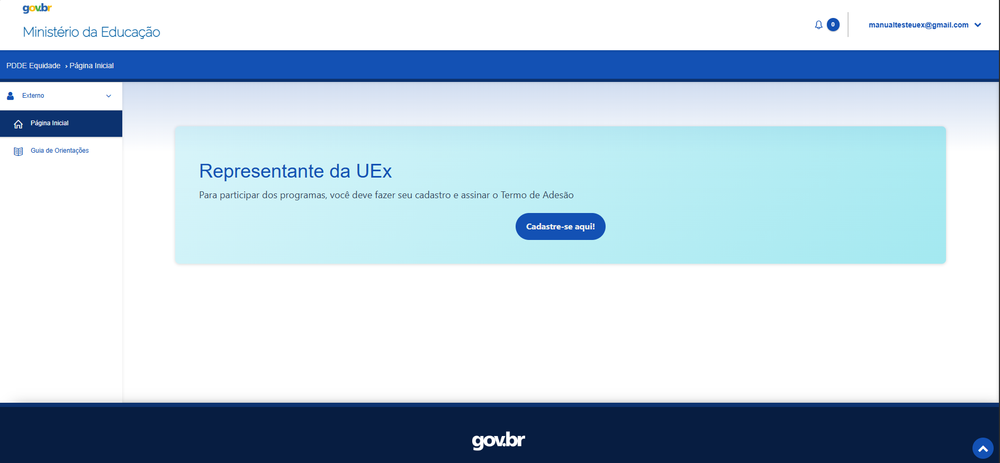 gov.br
Ministério da Educação
0
manualtesteuex@gmail.com
PDDE Equidade › Página Inicial
Externo
Página Inicial
Guia de Orientações
Representante da UEx
Para participar dos programas, você deve fazer seu cadastro e assinar o Termo de Adesão
Cadastre-se aqui!
gov.br